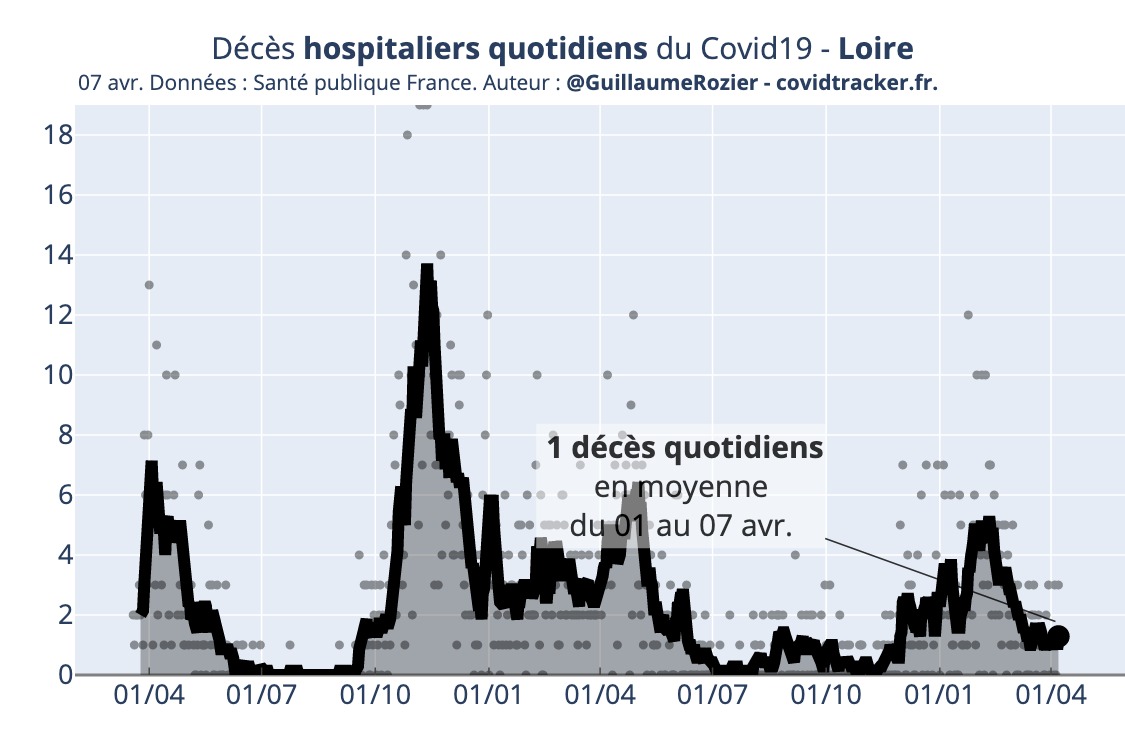 Décès hospitaliers quotidiens du Covid19 - Loire
07 avr. Données : Santé publique France. Auteur : @GuillaumeRozier - covidtracker.fr.
18
16
14
12
10
8
6
4
2
0
1 décès quotidiens
en moyenne
du 01 au 07 avr.
01/04 01/07 01/10 01/01 01/04 01/07 01/10 01/01 01/04